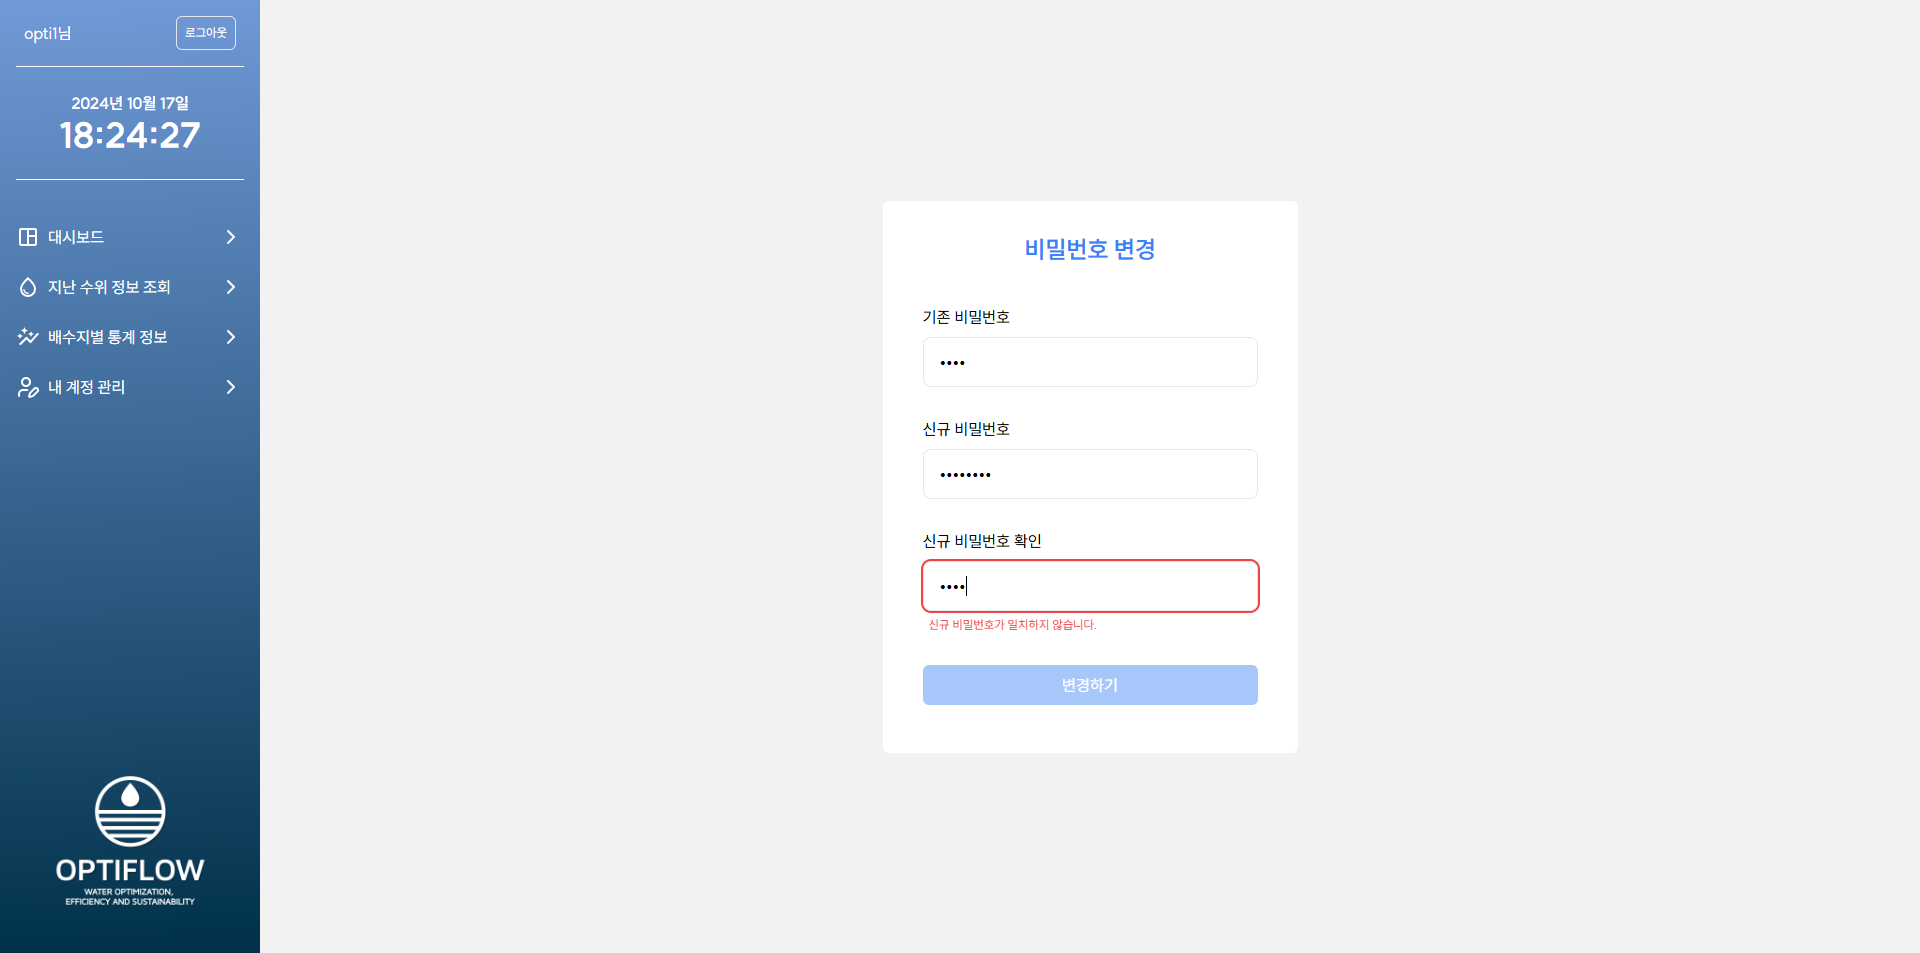 opti1님
로그아웃
2024년 10월 17일
18:24:27
대시보드
지난 수위 정보 조회
배수지별 통계 정보
내 계정 관리
OPTIFLOW
WATER OPTIMIZATION,
EFFICIENCY AND SUSTAINABILITY
비밀번호 변경
기존 비밀번호
••••
신규 비밀번호
••••••••
신규 비밀번호 확인
••••
신규 비밀번호가 일치하지 않습니다.
변경하기